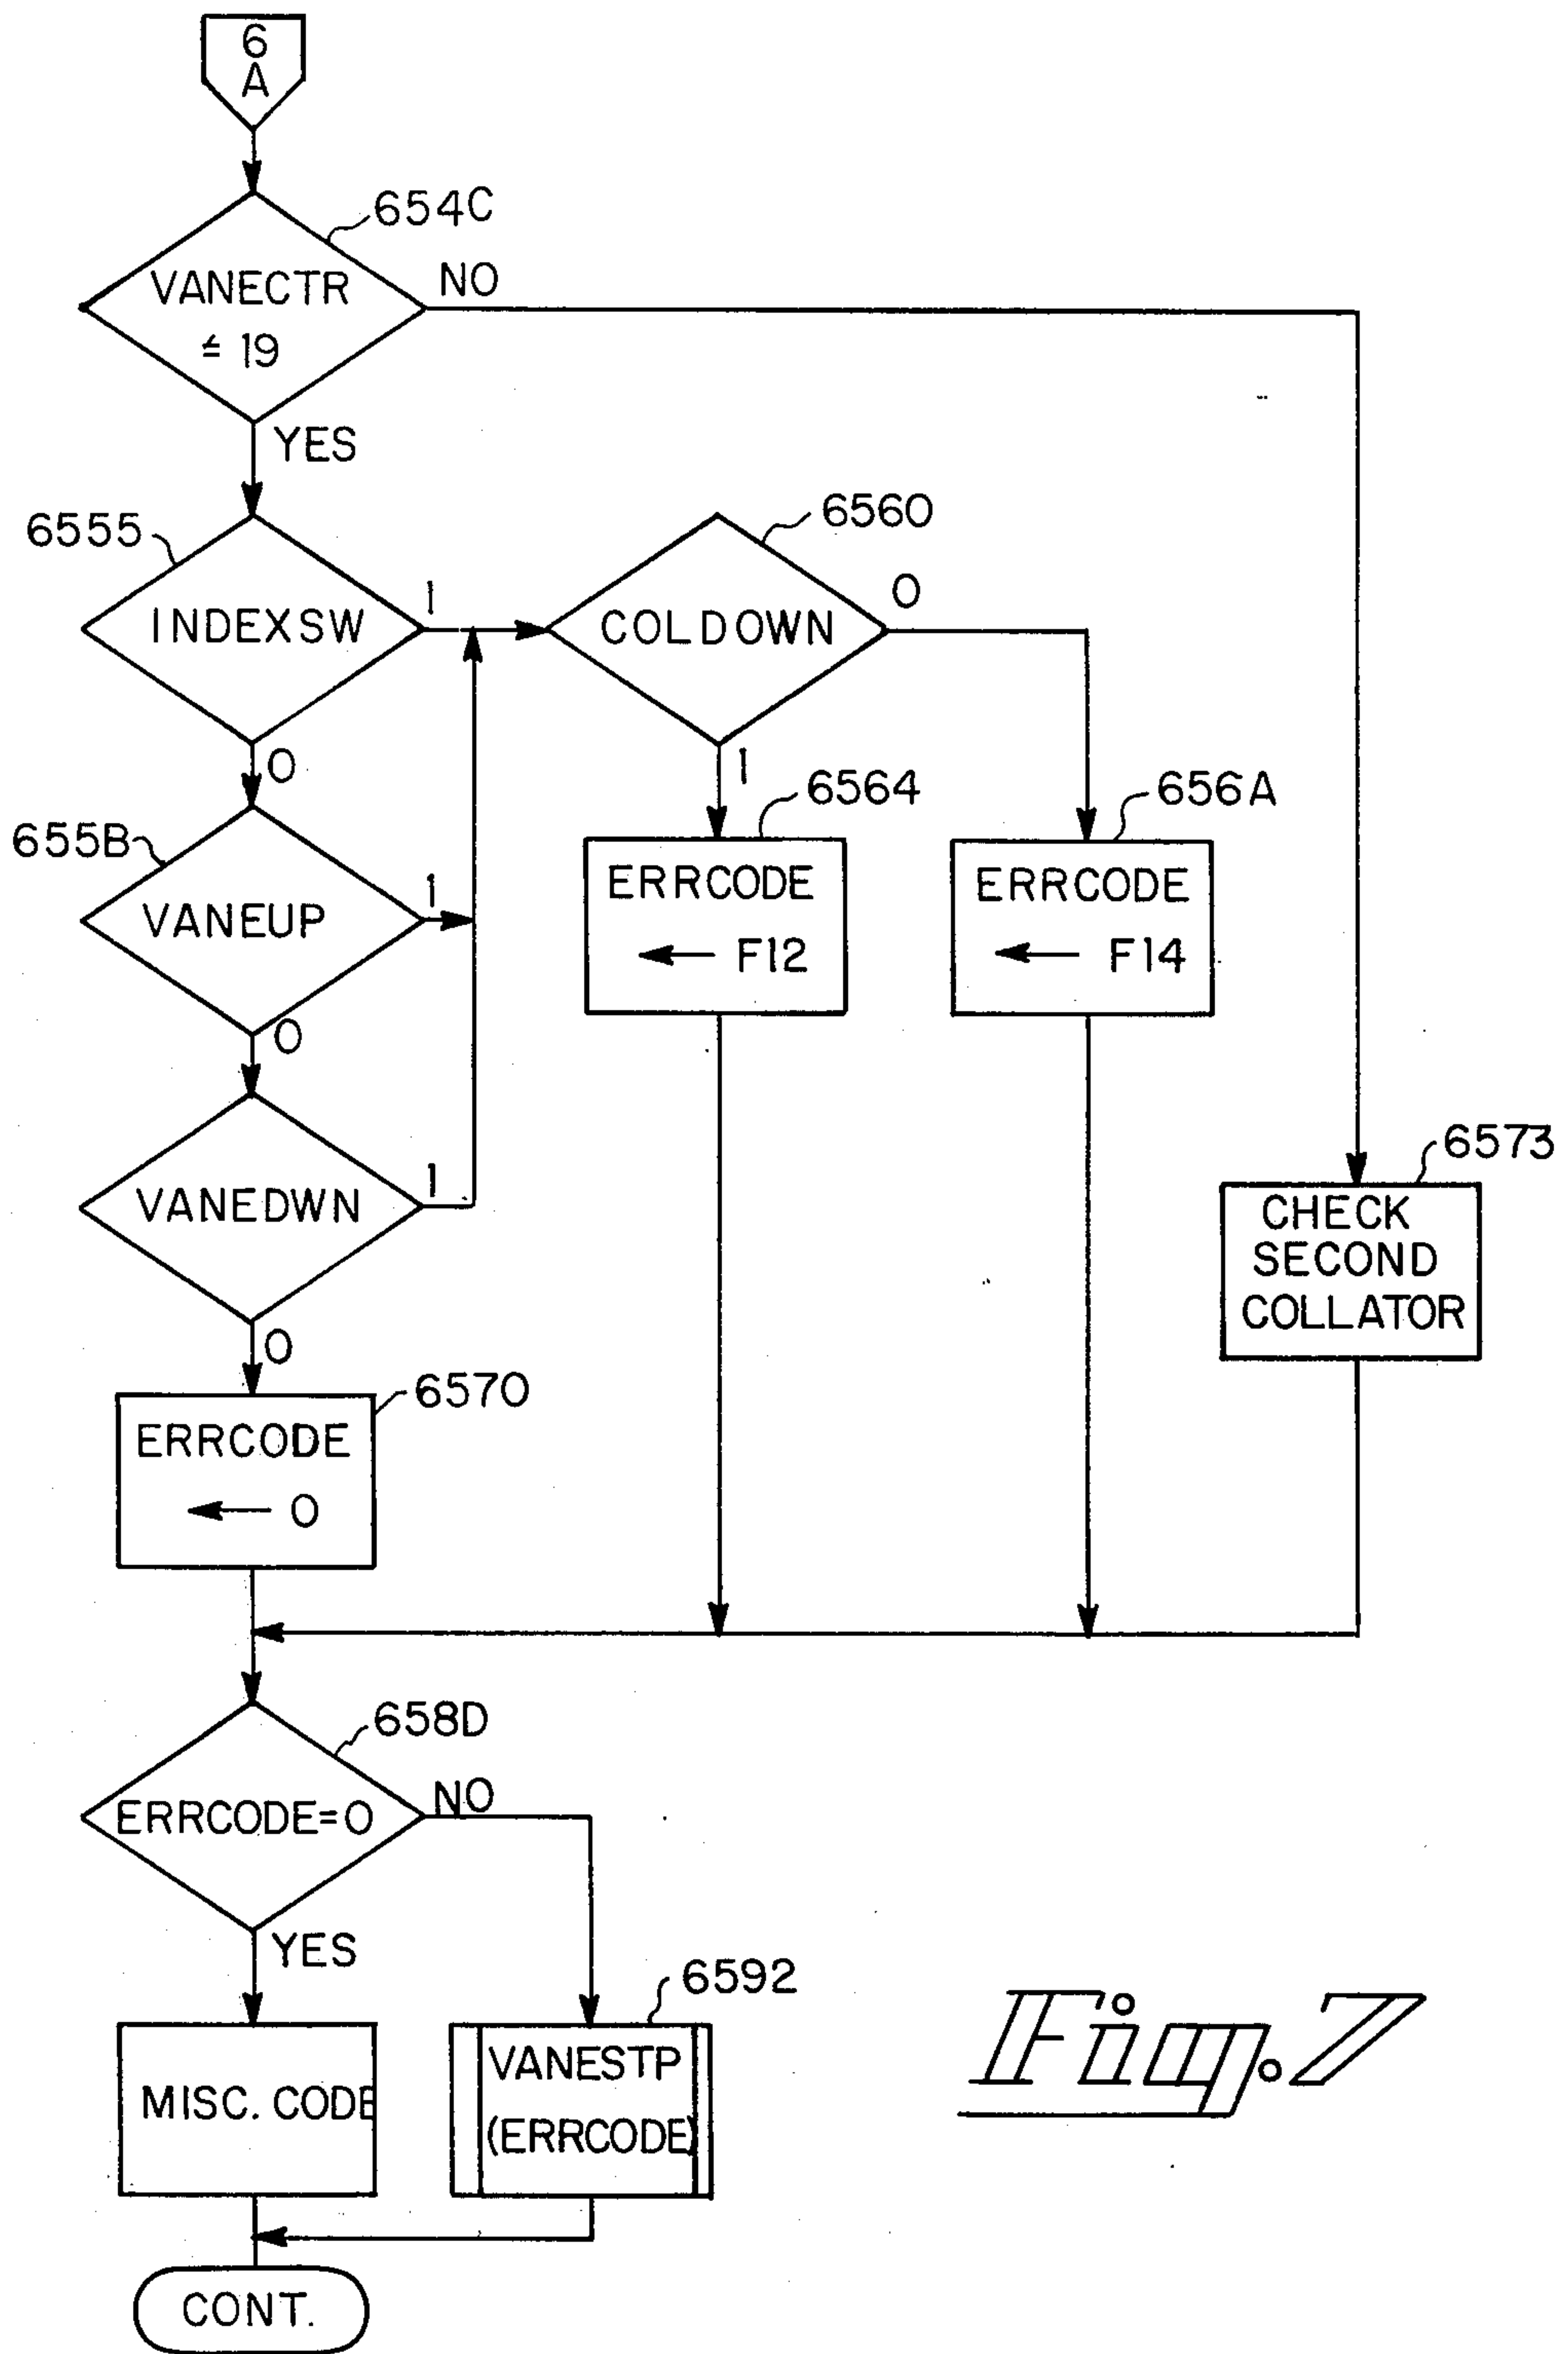 6
A
654C
VANECTR
≤ 19
NO
YES
6555
INDEXSW
1
0
6560
COLDOWN
0
1
655B
VANEUP
1
0
6564
ERRCODE
← F12
656A
ERRCODE
← F14
VANEDWN
1
0
6573
CHECK
SECOND
COLLATOR
6570
ERRCODE
← 0
658D
ERRCODE=0
NO
YES
MISC. CODE
6592
VANESTP
(ERRCODE)
CONT.
Fig. 7